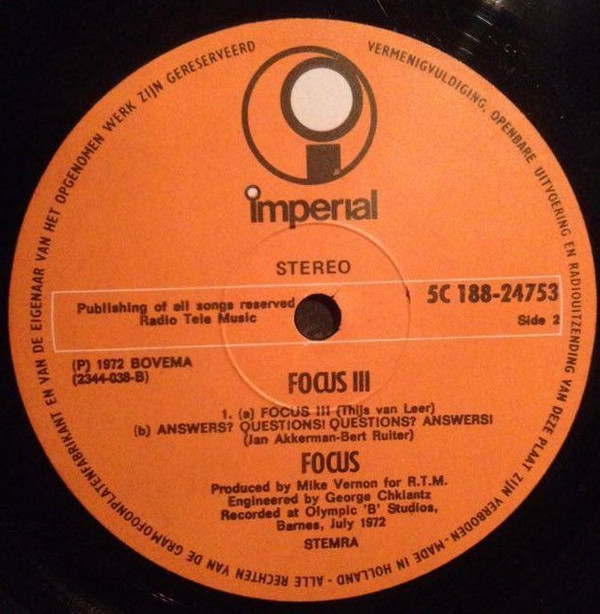 ALLE RECHTEN VAN DE GRAMOFOONPLATENFABRIKANT EN VAN DE EIGENAAR VAN HET OPGENOMEN WERK ZIJN GERESERVEERD
VERMENIGVULDIGING, OPENBARE UITVOERING EN RADIOUITZENDING VAN DEZE PLAAT ZIJN VERBODEN - MADE IN HOLLAND -
imperial
STEREO
Publishing of all songs reserved
Radio Tele Music
5C 188-24753
Side 2
(P) 1972 BOVEMA
(2344-038-B)
FOCUS III
1. (a) FOCUS III (Thijs van Leer)
(b) ANSWERS? QUESTIONS! QUESTIONS? ANSWERS!
(Jan Akkerman-Bert Ruiter)
FOCUS
Produced by Mike Vernon for R.T.M.
Engineered by George Chkiantz
Recorded at Olympic 'B' Studios,
Barnes, July 1972
STEMRA